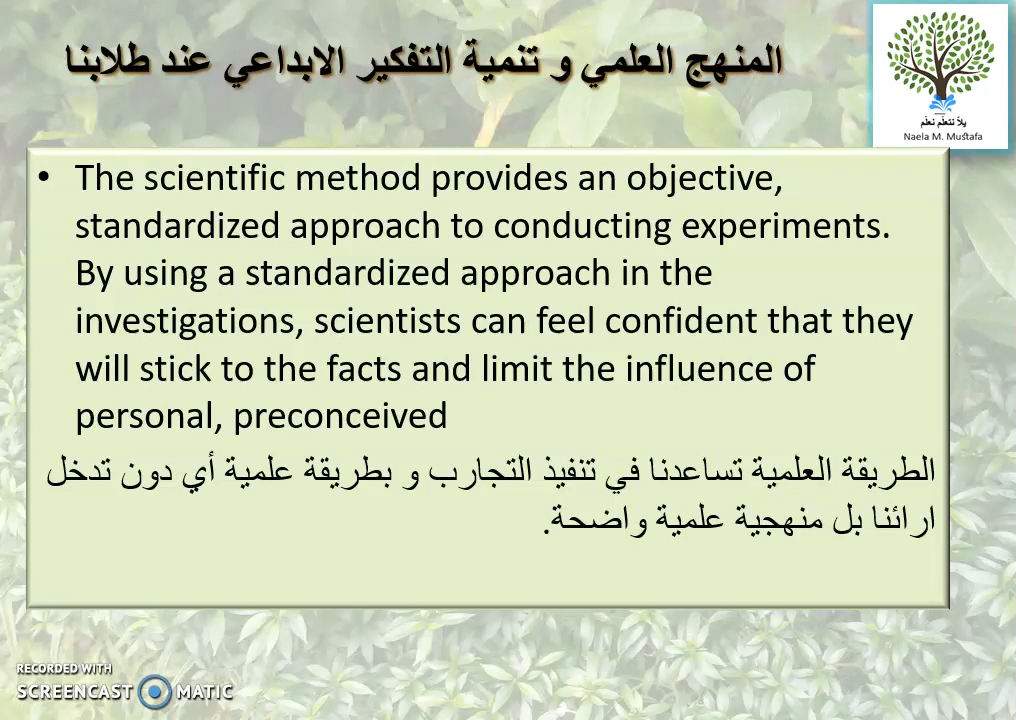 المنهج العلمي و تنمية التفكير الابداعي عند طلابنا
يلّا نتعلّم نعلّم
Naela M. Mustafa
• The scientific method provides an objective,
standardized approach to conducting experiments.
By using a standardized approach in the
investigations, scientists can feel confident that they
will stick to the facts and limit the influence of
personal, preconceived
الطريقة العلمية تساعدنا في تنفيذ التجارب و بطريقة علمية أي دون تدخل
ارائنا بل منهجية علمية واضحة.
RECORDED WITH
SCREENCAST MATIC